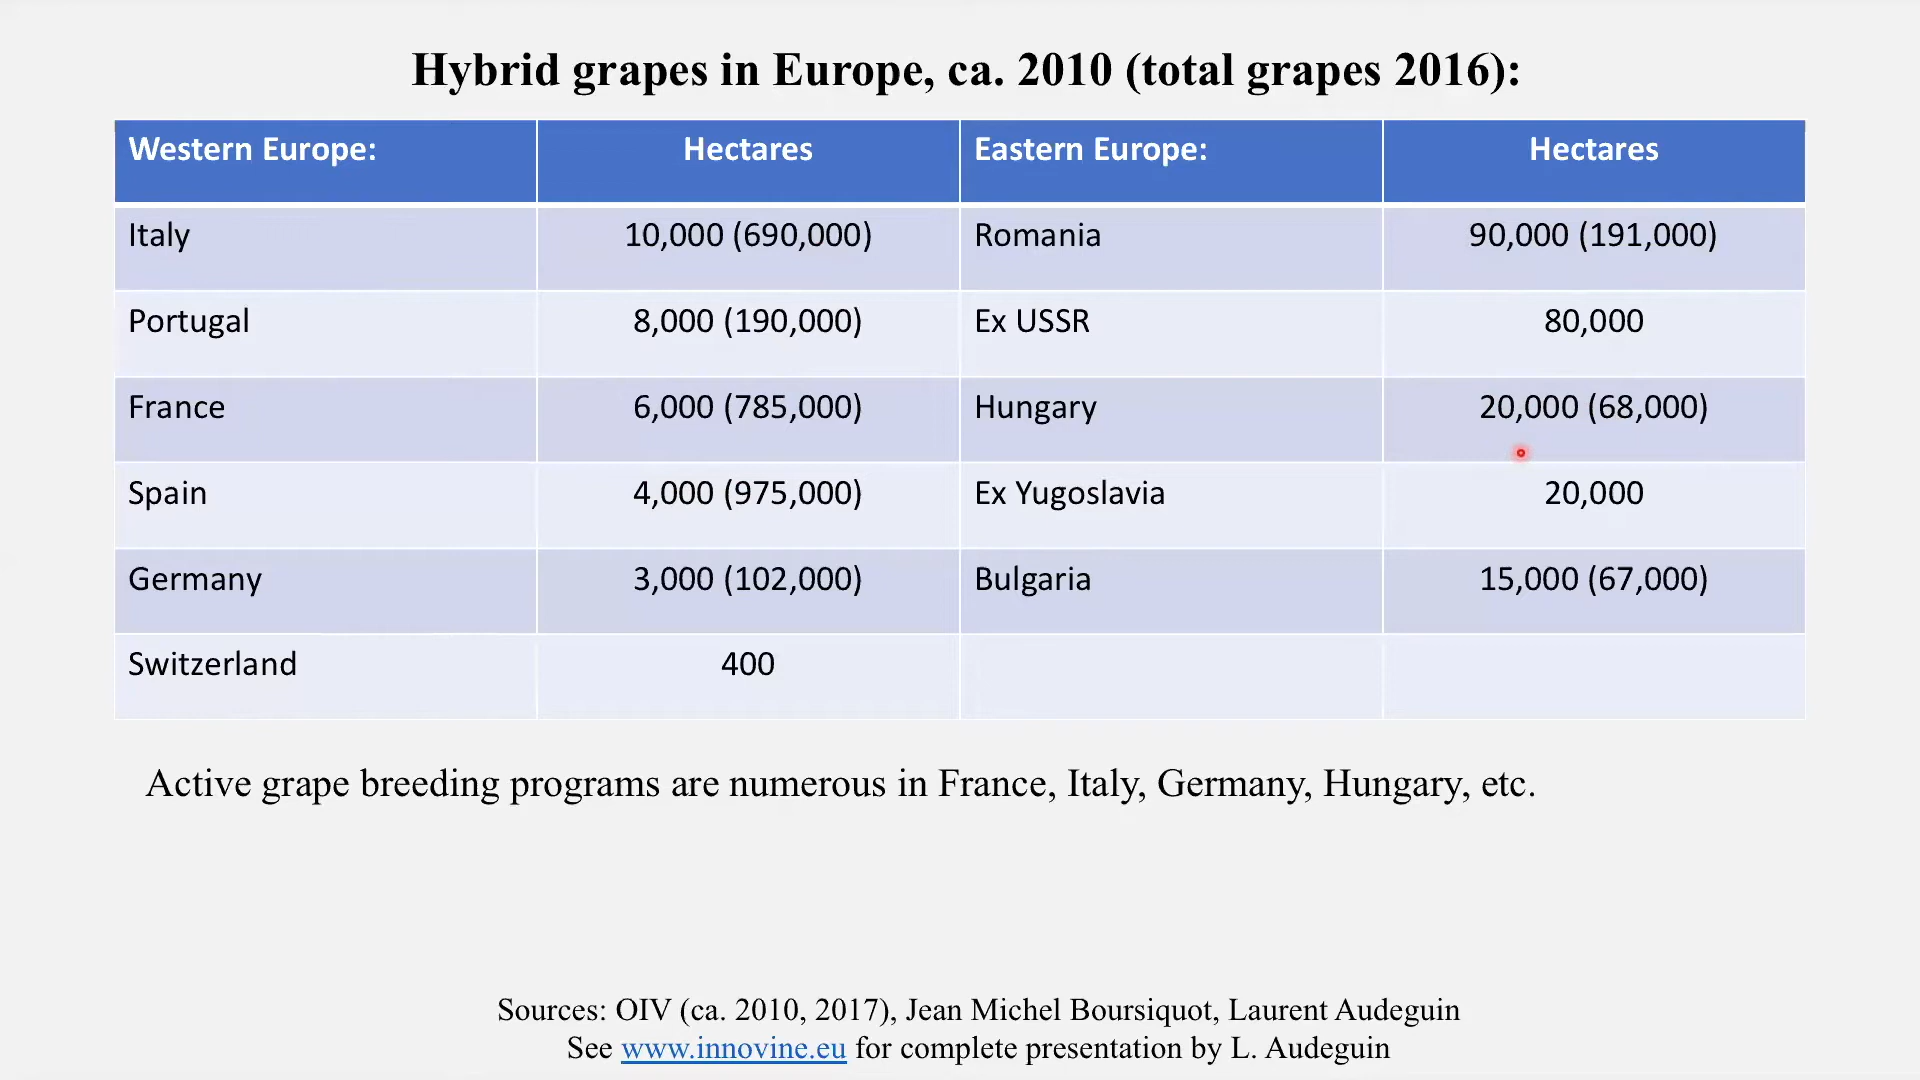 Hybrid grapes in Europe, ca. 2010 (total grapes 2016):
Western Europe: Hectares Eastern Europe: Hectares
Italy 10,000 (690,000) Romania 90,000 (191,000)
Portugal 8,000 (190,000) Ex USSR 80,000
France 6,000 (785,000) Hungary 20,000 (68,000)
Spain 4,000 (975,000) Ex Yugoslavia 20,000
Germany 3,000 (102,000) Bulgaria 15,000 (67,000)
Switzerland 400
Active grape breeding programs are numerous in France, Italy, Germany, Hungary, etc.
Sources: OIV (ca. 2010, 2017), Jean Michel Boursiquot, Laurent Audeguin
See www.innovine.eu for complete presentation by L. Audeguin